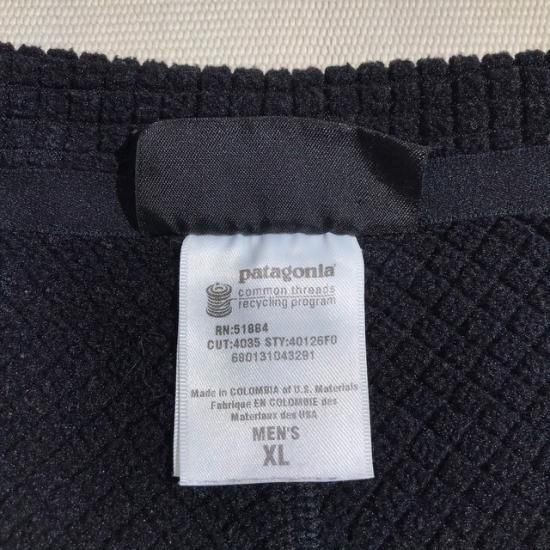 patagonia
common threads
recycling program
RN:51884
CUT:4035 STY:40126F0
680131043291
Made in COLOMBIA of U.S. Materials
Fabrique EN COLOMBIE des
Materiaux des USA
MEN'S
XL